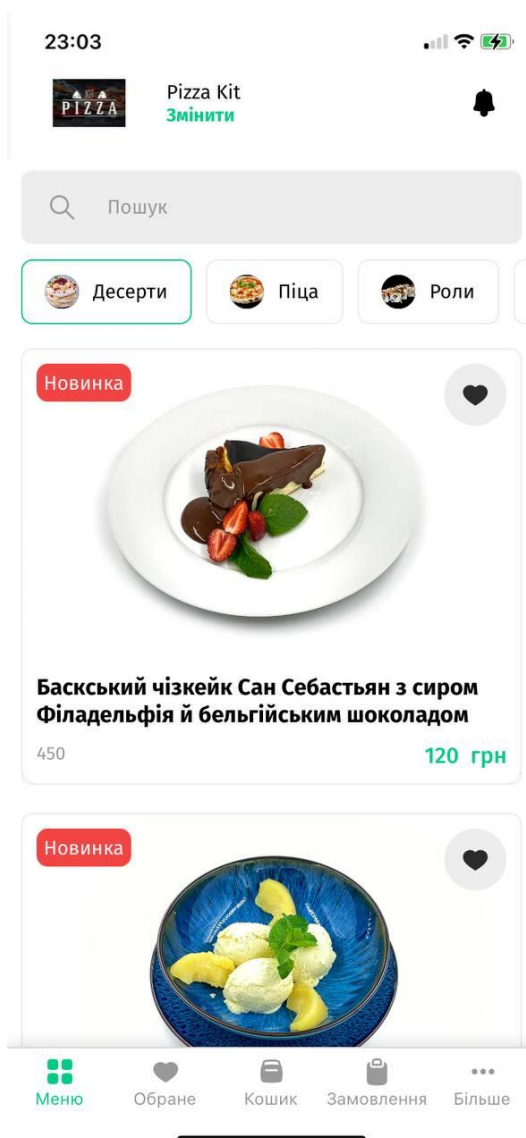 23:03
Pizza Kit
Змінити
PIZZA
Пошук
Десерти
Піца
Роли
Новинка
Баскський чізкейк Сан Себастьян з сиром
Філадельфія й бельгійським шоколадом
450
120 грн
Новинка
Меню
Обране
Кошик
Замовлення
Більше